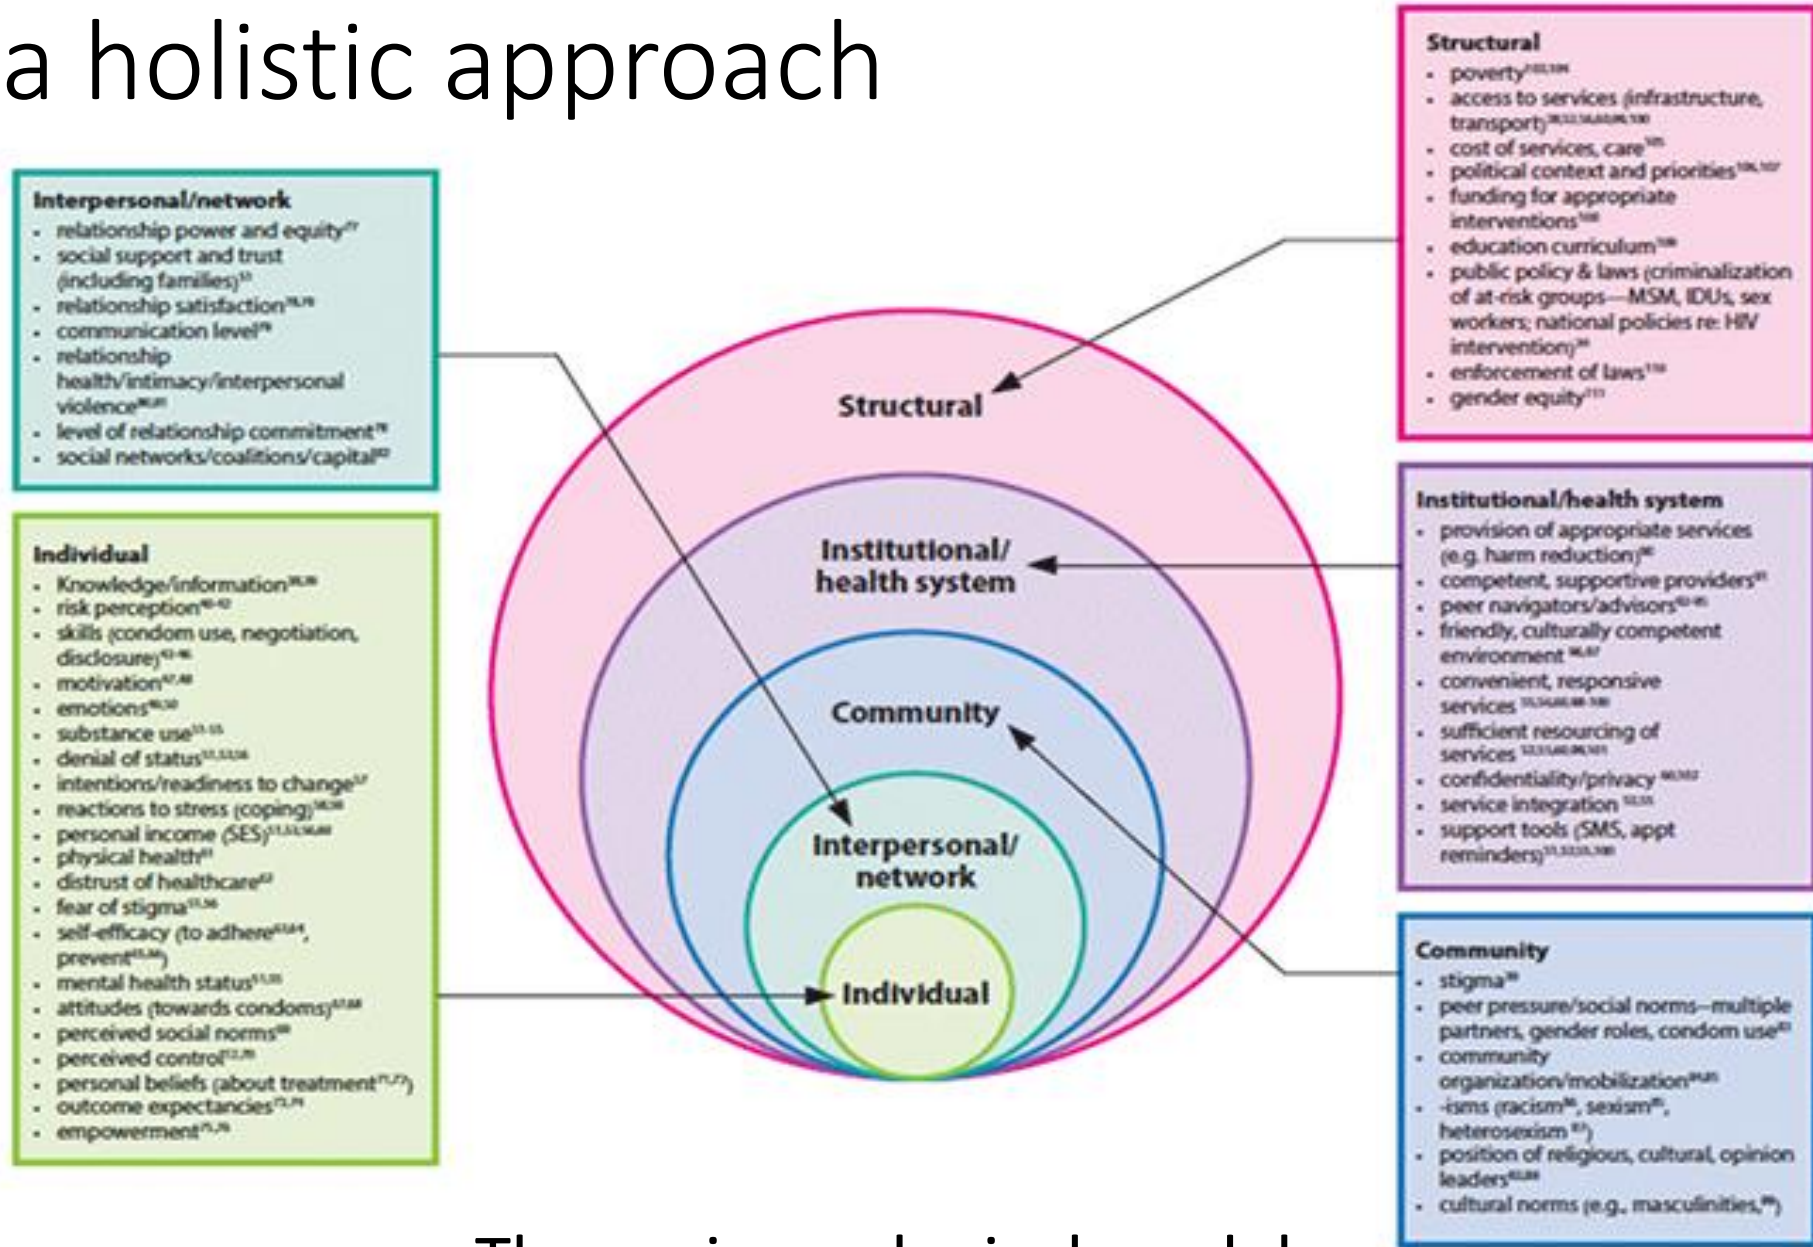 a holistic approach
Interpersonal/network
• relationship power and equity
• social support and trust
(including families)
• relationship satisfaction
• communication level
• relationship
health/intimacy/interpersonal
violence
• level of relationship commitment
• social networks/coalitions/capital
Individual
• Knowledge/information
• risk perception
• skills (condom use, negotiation,
disclosure)
• motivation
• emotions
• substance use
• denial of status
• intentions/readiness to change
• reactions to stress (coping)
• personal income (SES)
• physical health
• distrust of healthcare
• fear of stigma
• self-efficacy (to adhere,
prevent)
• mental health status
• attitudes (towards condoms)
• perceived social norms
• perceived control
• personal beliefs (about treatment)
• outcome expectancies
• empowerment
Structural
Institutional/
health system
Community
Interpersonal/
network
Individual
Structural
• poverty
• access to services (infrastructure,
transport)
• cost of services, care
• political context and priorities
• funding for appropriate
interventions
• education curriculum
• public policy & laws (criminalization
of at-risk groups—MSM, IDUs, sex
workers; national policies re: HIV
intervention)
• enforcement of laws
• gender equity
Institutional/health system
• provision of appropriate services
(e.g. harm reduction)
• competent, supportive providers
• peer navigators/advisors
• friendly, culturally competent
environment
• convenient, responsive
services
• sufficient resourcing of
services
• confidentiality/privacy
• service integration
• support tools (SMS, appt
reminders)
Community
• stigma
• peer pressure/social norms—multiple
partners, gender roles, condom use
• community
organization/mobilization
• -isms (racism, sexism,
heterosexism)
• position of religious, cultural, opinion
leaders
• cultural norms (e.g., masculinities,)